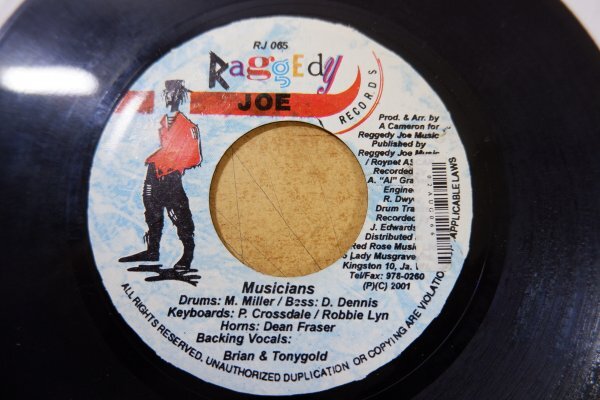 RJ 065
RaggEdy
JOE
RECORDS
Prod. & Arr. by
A Cameron for
Reggedy Joe Music
Published by
Reggedy Joe Music
/ Roynet AS
Recorded
A. "Al" Gra
Engine
R. Dwy
Drum Tra
Recorded
J. Edwards
Distributed
Red Rose Music
Lady Musgrave
Kingston 10, Ja.
Tel/Fax: 978-0260
(P)(C) 2001
Musicians
Drums: M. Miller / Bass: D. Dennis
Keyboards: P. Crossdale / Robbie Lyn
Horns: Dean Fraser
Backing Vocals:
Brian & Tonygold
ALL RIGHTS RESERVED. UNAUTHORIZED DUPLICATION OR COPYING ARE VIOLATIO APPLICABLE LAWS